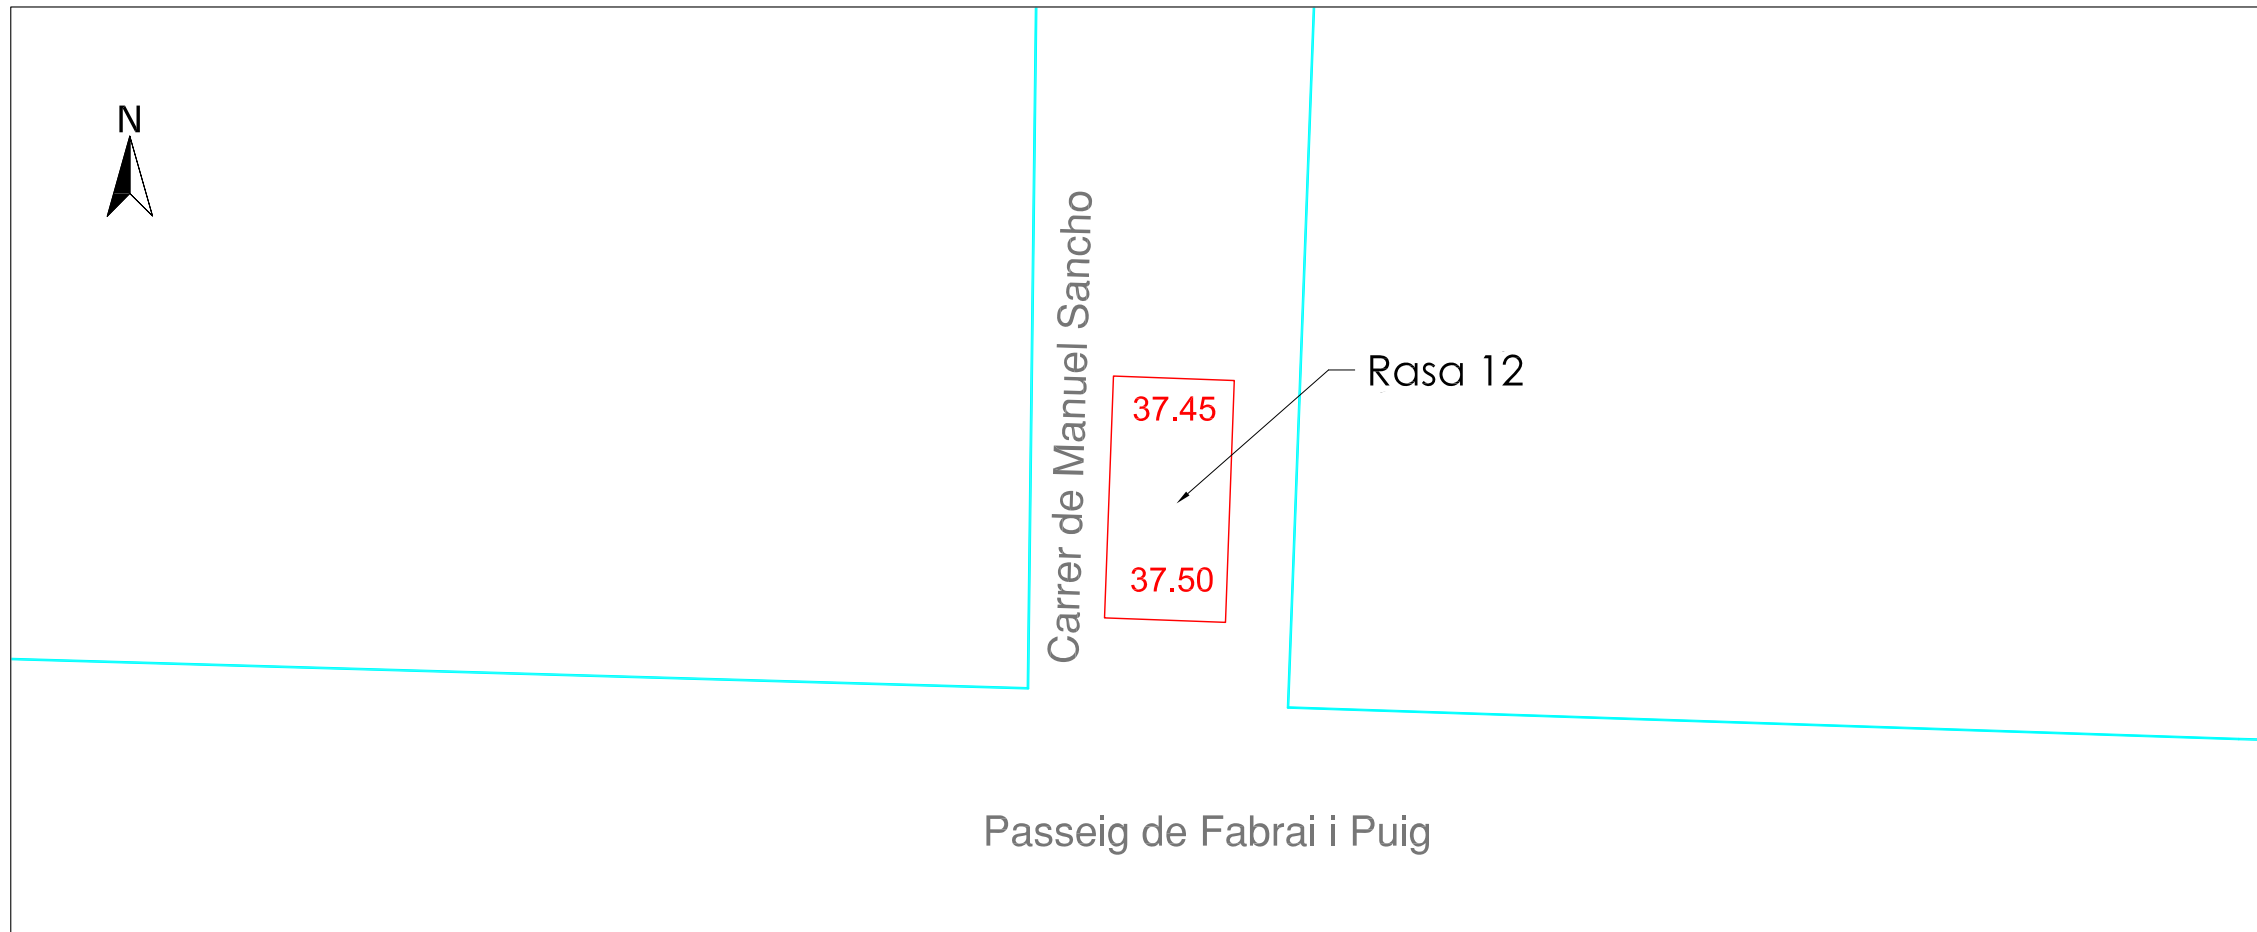 N
Carrer de Manuel Sancho
Rasa 12
37.45
37.50
Passeig de Fabrai i Puig